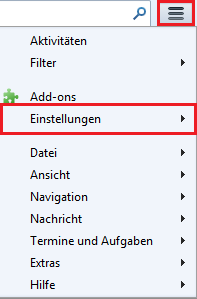 Aktivitäten
Filter
Add-ons
Einstellungen
Datei
Ansicht
Navigation
Nachricht
Termine und Aufgaben
Extras
Hilfe